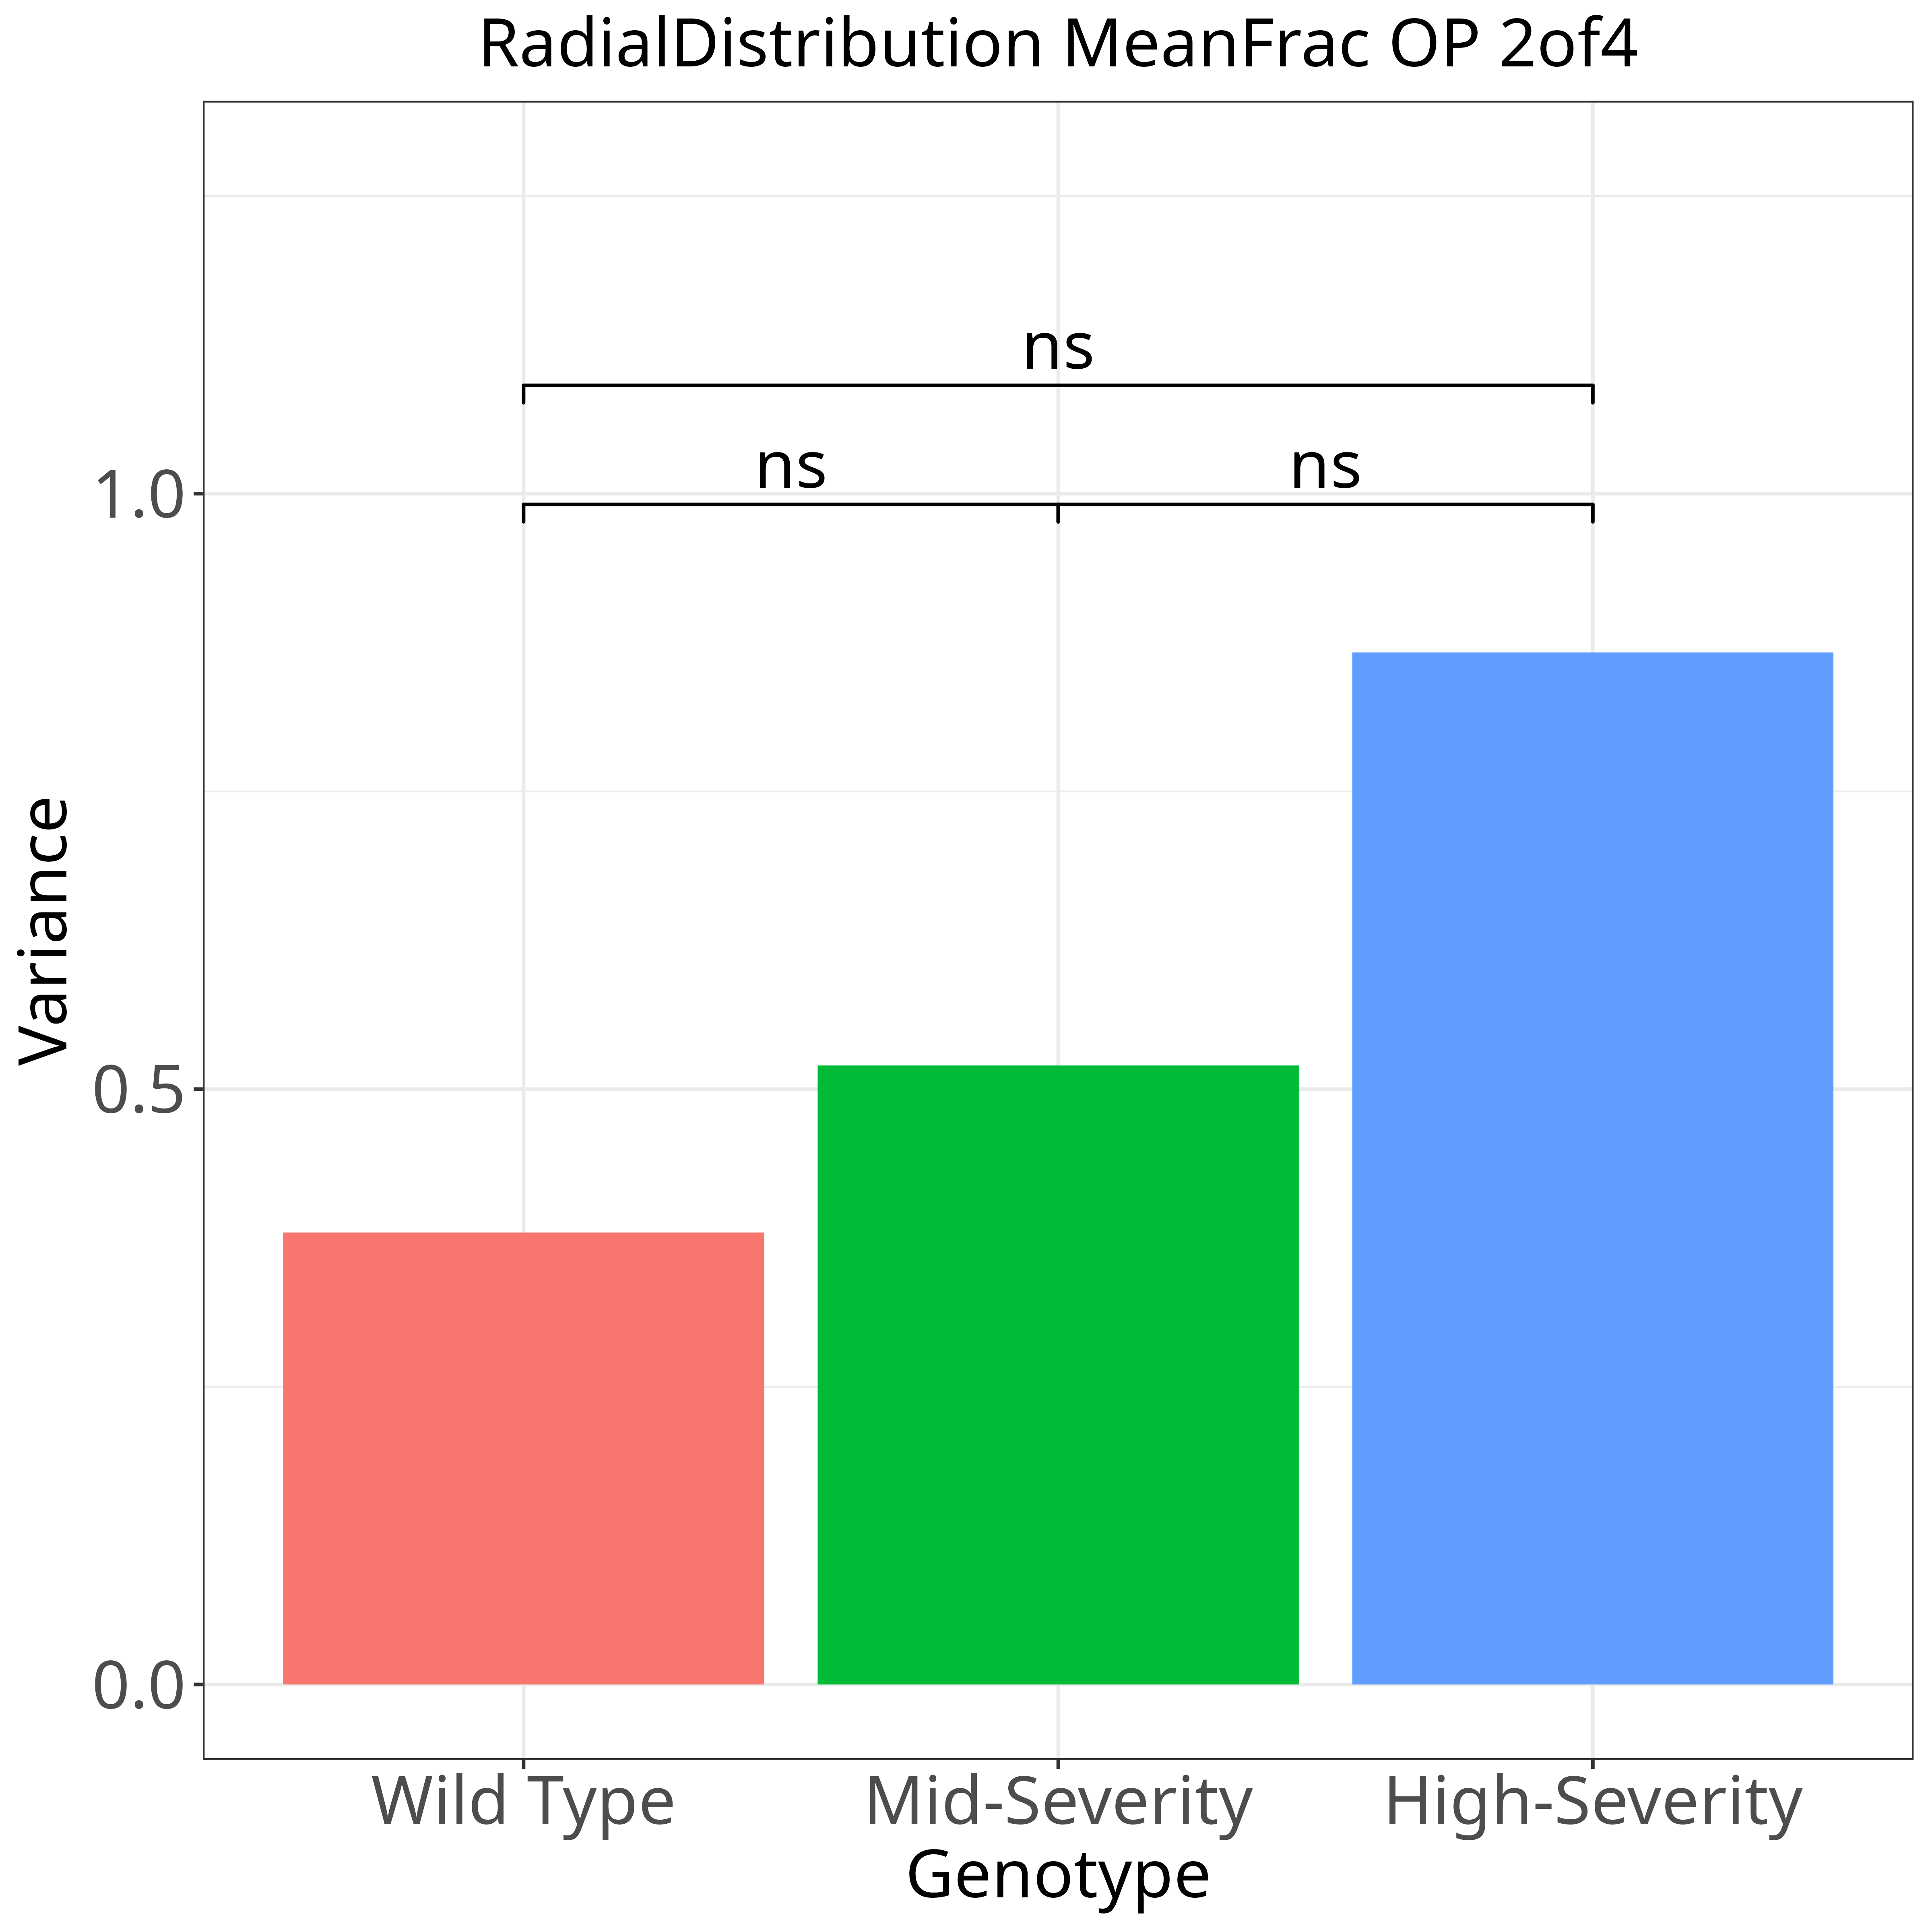 RadialDistribution MeanFrac OP 2of4
ns
ns ns
1.0
0.5
0.0
Variance
Wild Type Mid-Severity High-Severity
Genotype